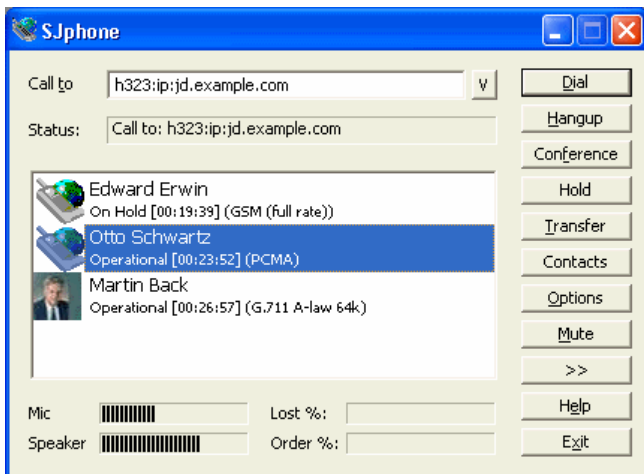 SJphone
Call to h323:ip:jd.example.com V Dial
Status: Call to: h323:ip:jd.example.com Hangup
Conference
Edward Erwin Hold
On Hold [00:19:39] (GSM (full rate))
Otto Schwartz Transfer
Operational [00:23:52] (PCMA) Contacts
Martin Back Options
Operational [00:26:57] (G.711 A-law 64k)
Mute
>>
Mic Lost %: Help
Speaker Order %: Exit